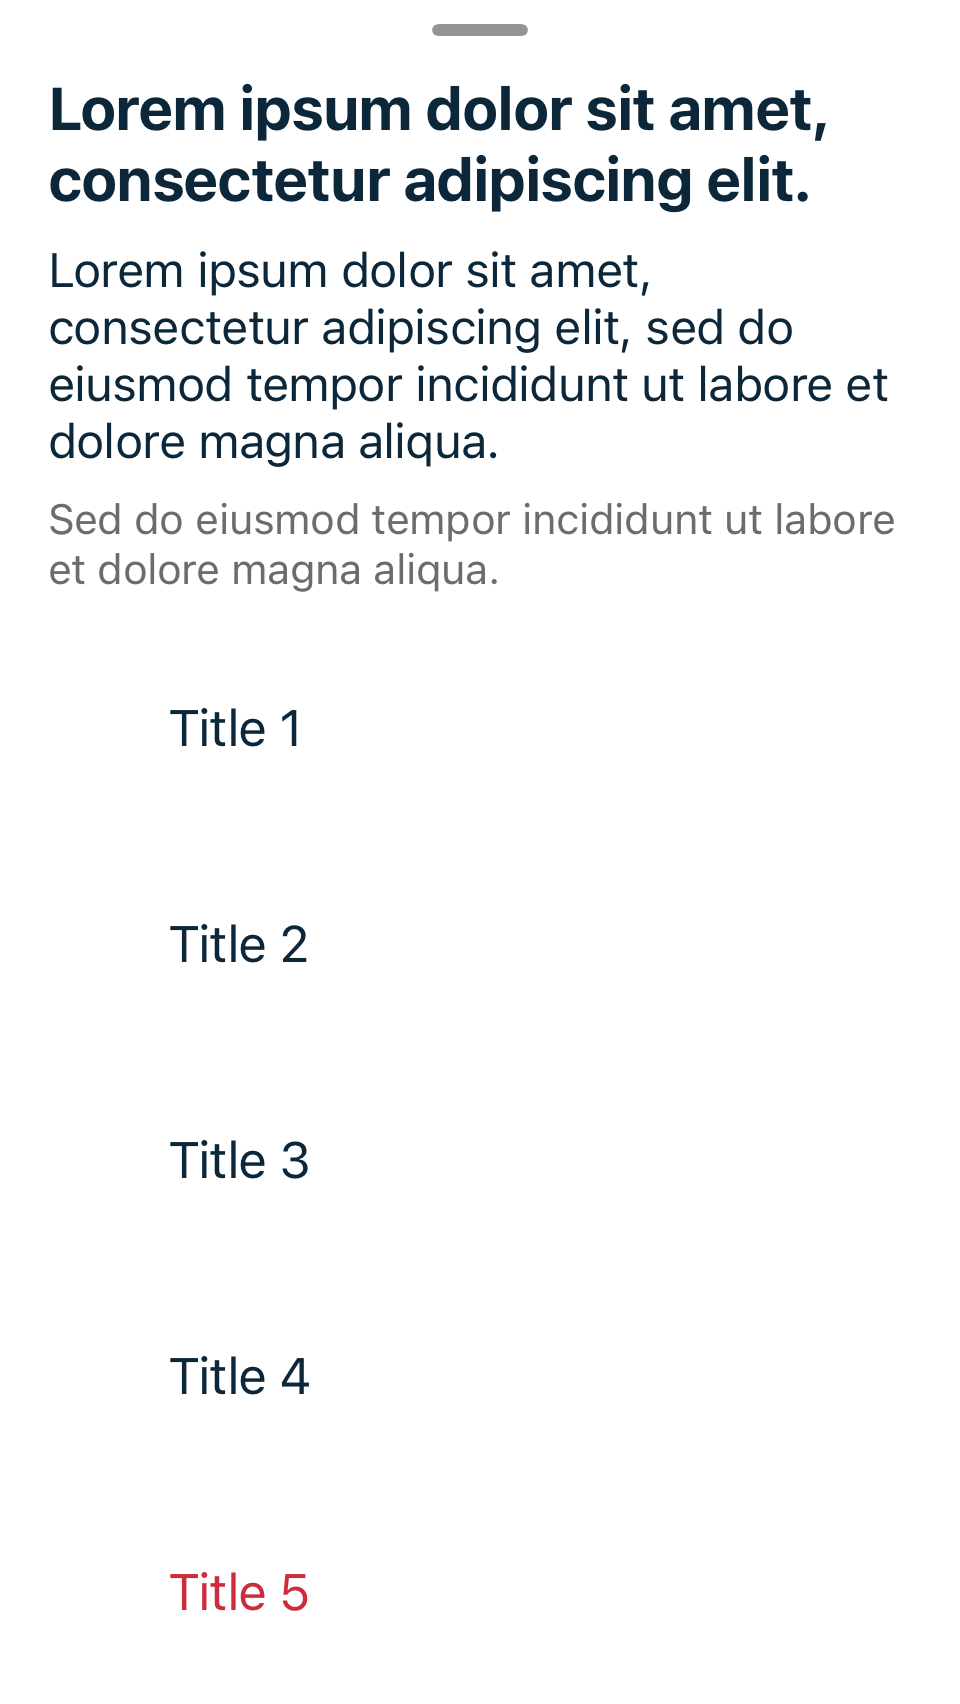 Lorem ipsum dolor sit amet,
consectetur adipiscing elit.
Lorem ipsum dolor sit amet,
consectetur adipiscing elit, sed do
eiusmod tempor incididunt ut labore et
dolore magna aliqua.
Sed do eiusmod tempor incididunt ut labore
et dolore magna aliqua.
Title 1
Title 2
Title 3
Title 4
Title 5